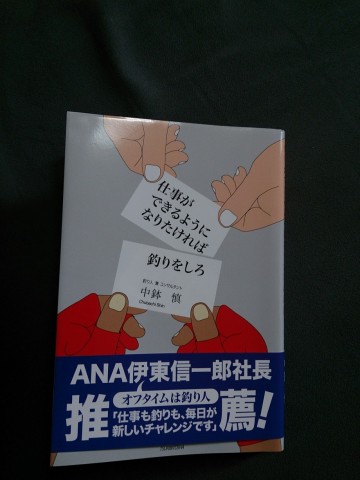 仕事が
できるように
なりたければ
釣りをしろ
釣り人 兼 コンサルタント
中鉢 慎
Chubachi Shin
ANA伊東信一郎社長
推薦!
オフタイムは釣り人
「仕事も釣りも、毎日が
新しいチャレンジです」